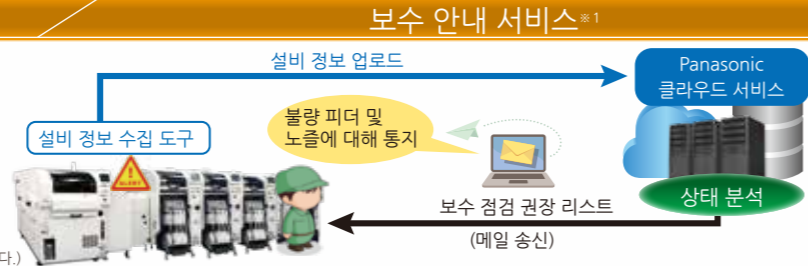 보수 안내 서비스※1
설비 정보 업로드
Panasonic
클라우드 서비스
불량 피더 및
노즐에 대해 통지
설비 정보 수집 도구
상태 분석
보수 점검 권장 리스트
(메일 송신)
다.)